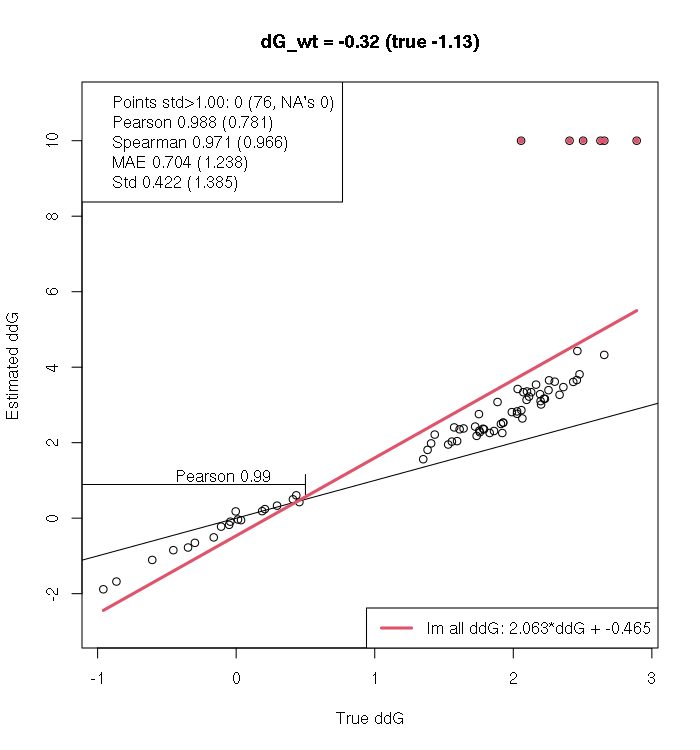 dG_wt = -0.32 (true -1.13)
Points std>1.00: 0 (76, NA's 0)
Pearson 0.988 (0.781)
Spearman 0.971 (0.966)
MAE 0.704 (1.238)
Std 0.422 (1.385)
10
8
6
4
2
0
-2
Estimated ddG
Pearson 0.99
lm all ddG: 2.063*ddG + -0.465
-1 0 1 2 3
True ddG